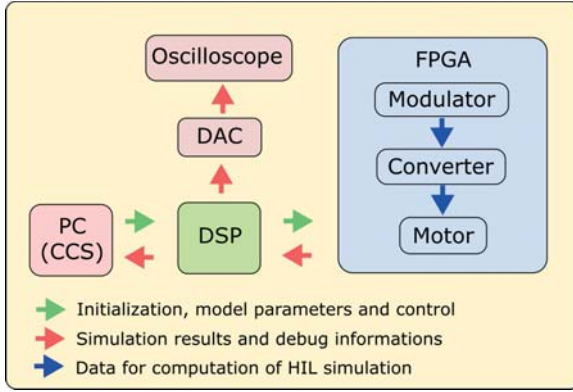 Oscilloscope
DAC
PC
(CCS)
DSP
FPGA
Modulator
Converter
Motor
Initialization, model parameters and control
Simulation results and debug informations
Data for computation of HIL simulation